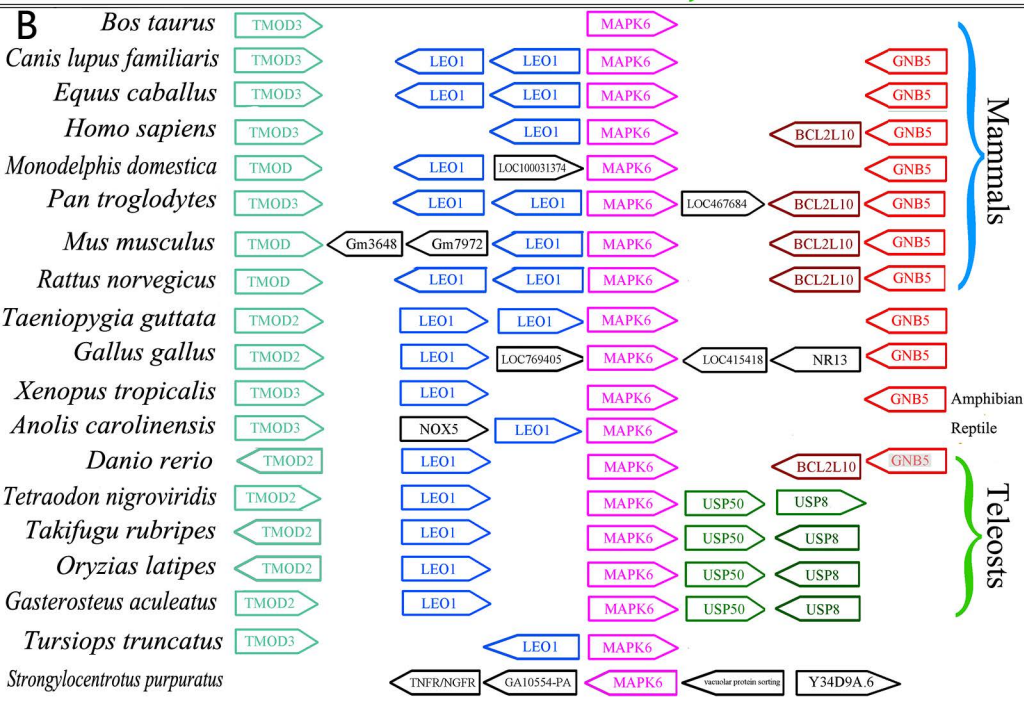 B
Bos taurus TMOD3 MAPK6
Canis lupus familiaris TMOD3 LEO1 LEO1 MAPK6 GNB5
Equus caballus TMOD3 LEO1 LEO1 MAPK6 GNB5
Homo sapiens TMOD3 LEO1 MAPK6 BCL2L10 GNB5
Monodelphis domestica TMOD LEO1 LOC100031374 MAPK6 GNB5
Pan troglodytes TMOD3 LEO1 LEO1 MAPK6 LOC467684 BCL2L10 GNB5
Mus musculus TMOD Gm3648 Gm7972 LEO1 MAPK6 BCL2L10 GNB5
Rattus norvegicus TMOD LEO1 LEO1 MAPK6 BCL2L10 GNB5
Mammals
Taeniopygia guttata TMOD2 LEO1 LEO1 MAPK6 GNB5
Gallus gallus TMOD2 LEO1 LOC769405 MAPK6 LOC415418 NR13 GNB5
Xenopus tropicalis TMOD3 LEO1 MAPK6 GNB5 Amphibian
Anolis carolinensis TMOD3 NOX5 LEO1 MAPK6 Reptile
Danio rerio TMOD2 LEO1 MAPK6 BCL2L10 GNB5
Tetraodon nigroviridis TMOD2 LEO1 MAPK6 USP50 USP8
Takifugu rubripes TMOD2 LEO1 MAPK6 USP50 USP8
Oryzias latipes TMOD2 LEO1 MAPK6 USP50 USP8
Gasterosteus aculeatus TMOD2 LEO1 MAPK6 USP50 USP8
Teleosts
Tursiops truncatus TMOD3 LEO1 MAPK6
Strongylocentrotus purpuratus TNFR/NGFR GA10554-PA MAPK6 vacuolar protein sorting Y34D9A.6